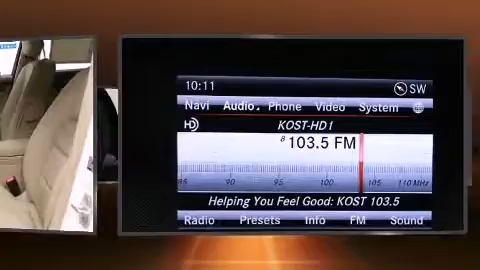 10:11 SW
Navi Audio Phone Video System
HD KOST-HD1
8 103.5 FM
85 90 95 100 105 110 MHz
Helping You Feel Good: KOST 103.5
Radio Presets Info FM Sound